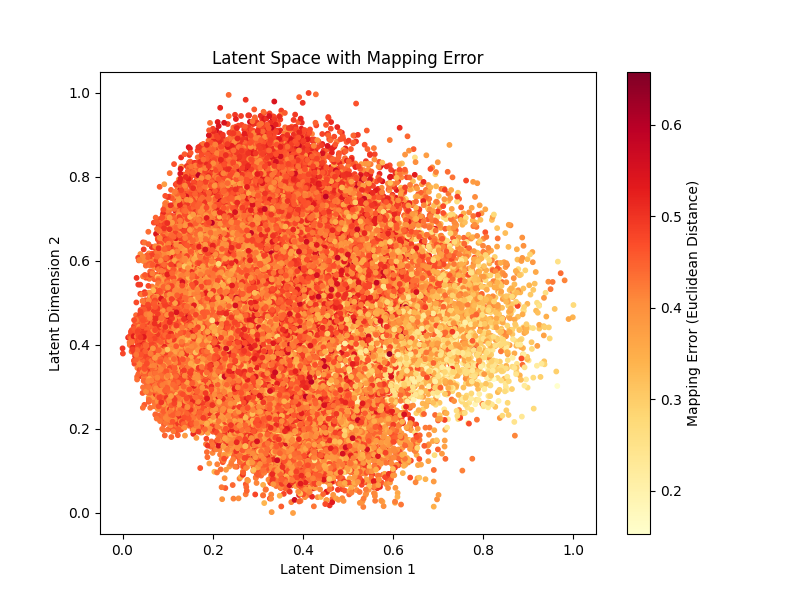 Latent Space with Mapping Error
1.0
0.8
0.6
0.4
0.2
0.0
Latent Dimension 2
0.0 0.2 0.4 0.6 0.8 1.0
Latent Dimension 1
0.6
0.5
0.4
0.3
0.2
Mapping Error (Euclidean Distance)